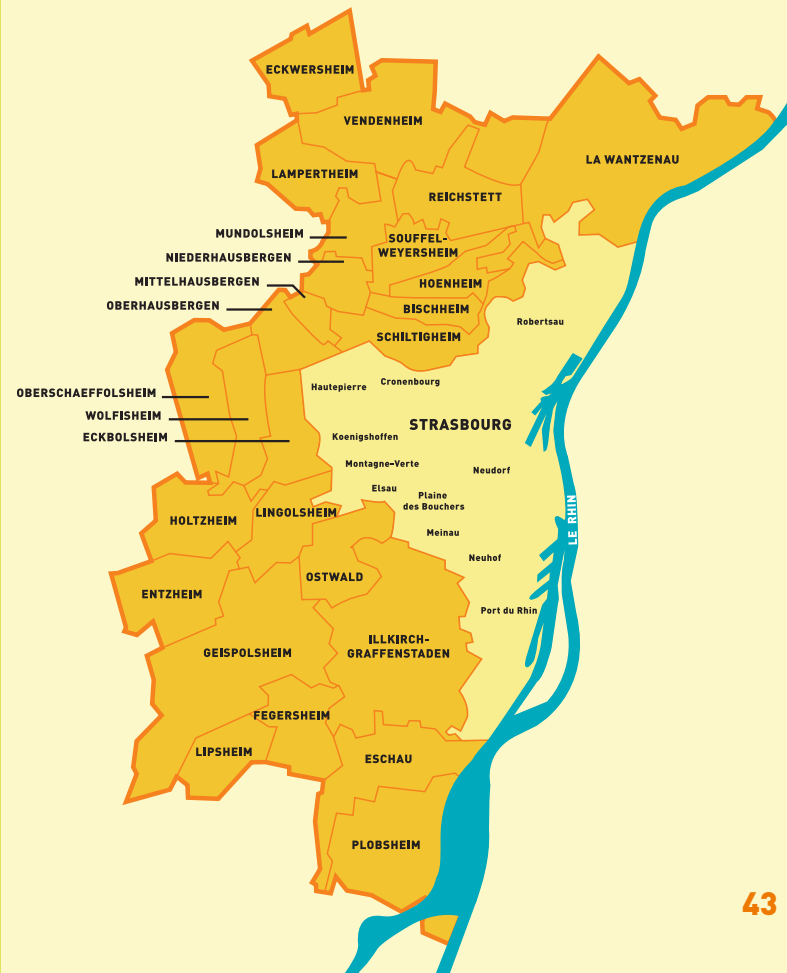 ECKWERSHEIM
VENDENHEIM
LA WANTZENAU
LAMPERTHEIM
REICHSTETT
MUNDOLSHEIM
SOUFFEL-
WEYERSHEIM
NIEDERHAUSBERGEN
MITTELHAUSBERGEN
HOENHEIM
OBERHAUSBERGEN
BISCHHEIM
Robertsau
SCHILTIGHEIM
Hautepierre
Cronenbourg
OBERSCHAEFFOLSHEIM
WOLFISHEIM
STRASBOURG
ECKBOLSHEIM
Koenigshoffen
Montagne-Verte
Neudorf
Elsau
Plaine
des Bouchers
LINGOLSHEIM
HOLTZHEIM
LE RHIN
Meinau
Neuhof
OSTWALD
ENTZHEIM
Port du Rhin
ILLKIRCH-
GRAFFENSTADEN
GEISPOLSHEIM
FEGERSHEIM
LIPSHEIM
ESCHAU
PLOBSHEIM
43